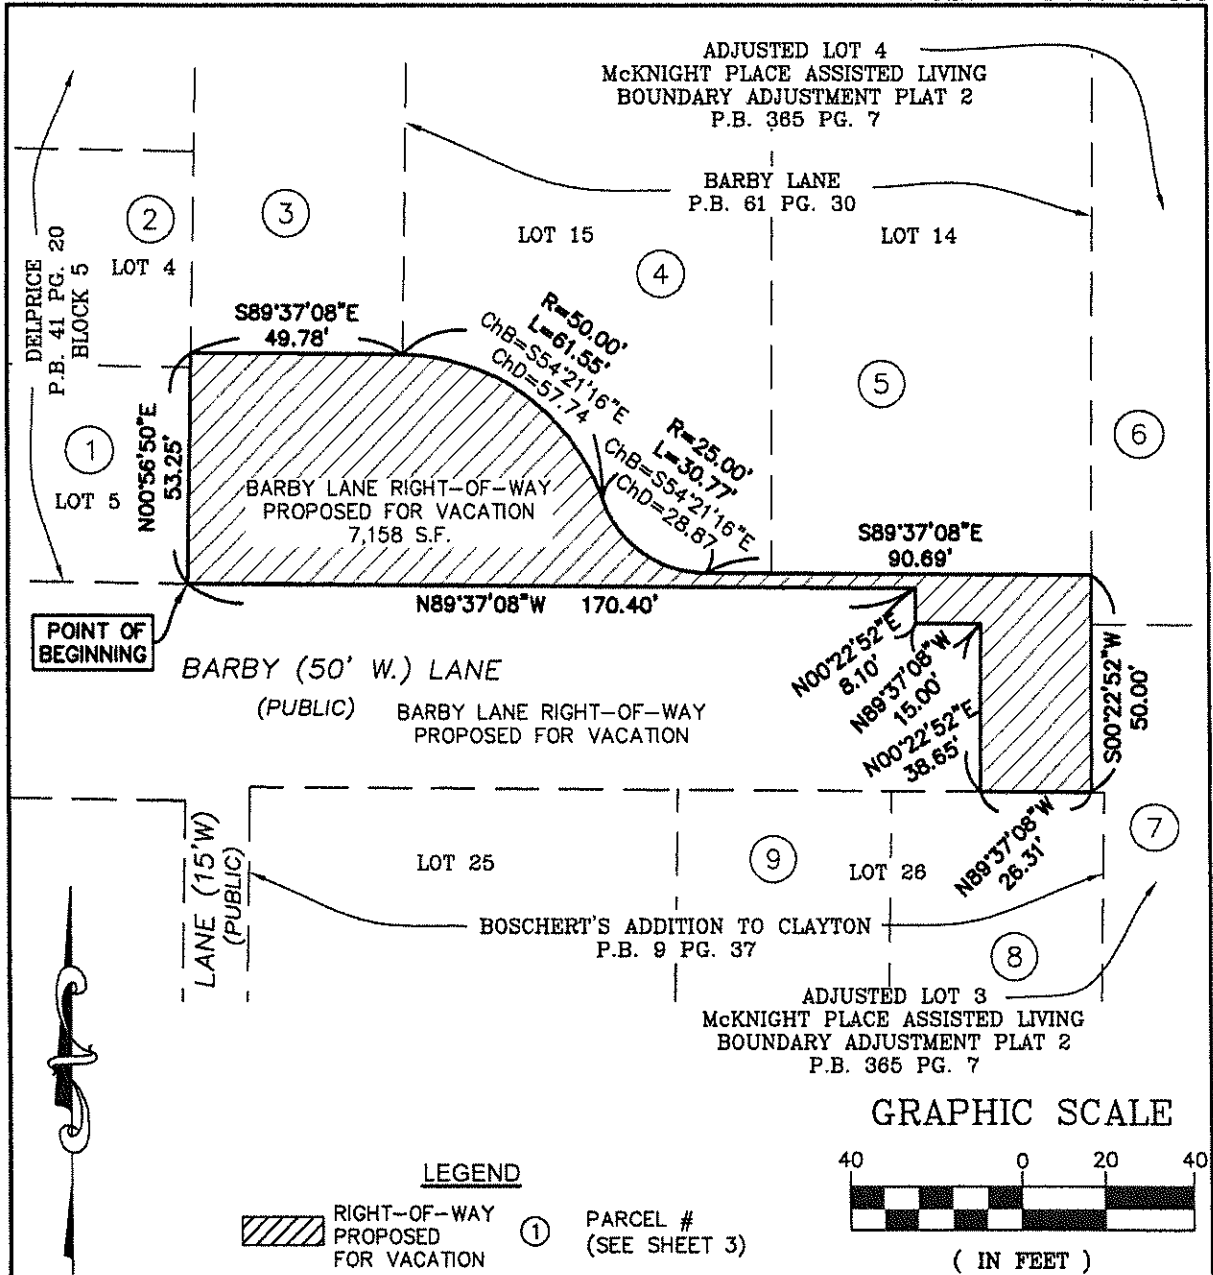 ADJUSTED LOT 4
McKNIGHT PLACE ASSISTED LIVING
BOUNDARY ADJUSTMENT PLAT 2
P.B. 365 PG. 7
BARBY LANE
P.B. 61 PG. 30
DELPRICE
P.B. 41 PG. 20
BLOCK 5
2
LOT 4
3
LOT 15
4
LOT 14
5
6
1
LOT 5
S89°37'08"E
49.78'
R=50.00'
L=61.55'
ChB=S54°21'16"E
ChD=57.74
R=25.00'
L=30.77'
ChB=S54°21'16"E
ChD=28.87
N00°56'50"E
53.25'
BARBY LANE RIGHT-OF-WAY
PROPOSED FOR VACATION
7,158 S.F.
S89°37'08"E
90.69'
N89°37'08"W 170.40'
POINT OF
BEGINNING
BARBY (50' W.) LANE
(PUBLIC)
BARBY LANE RIGHT-OF-WAY
PROPOSED FOR VACATION
N00°22'52"E
8.10'
N89°37'08"W
15.00'
N00°22'52"E
38.65'
S00°22'52"W
50.00'
N89°37'08"W
26.31'
7
LANE (15'W)
(PUBLIC)
LOT 25
9
LOT 26
BOSCHERT'S ADDITION TO CLAYTON
P.B. 9 PG. 37
8
ADJUSTED LOT 3
McKNIGHT PLACE ASSISTED LIVING
BOUNDARY ADJUSTMENT PLAT 2
P.B. 365 PG. 7
GRAPHIC SCALE
40 0 20 40
( IN FEET )
LEGEND
RIGHT-OF-WAY
PROPOSED
FOR VACATION
1
PARCEL #
(SEE SHEET 3)